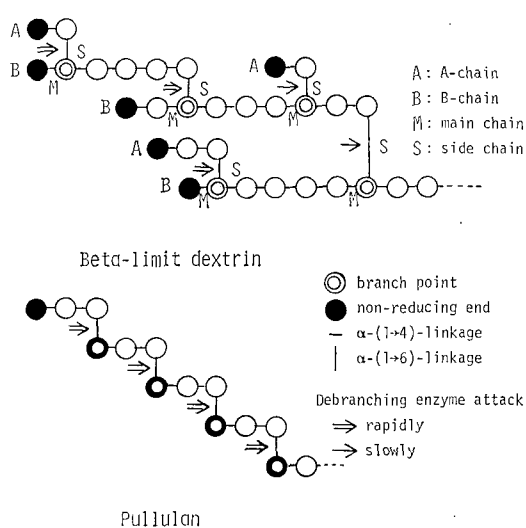 A
S
B
M
A
S
S
B
M
M
A
S
S
B
M
M
A: A-chain
B: B-chain
M: main chain
S: side chain
Beta-limit dextrin
branch point
non-reducing end
α-(1→4)-linkage
α-(1→6)-linkage
Debranching enzyme attack
⇒ rapidly
→ slowly
Pullulan